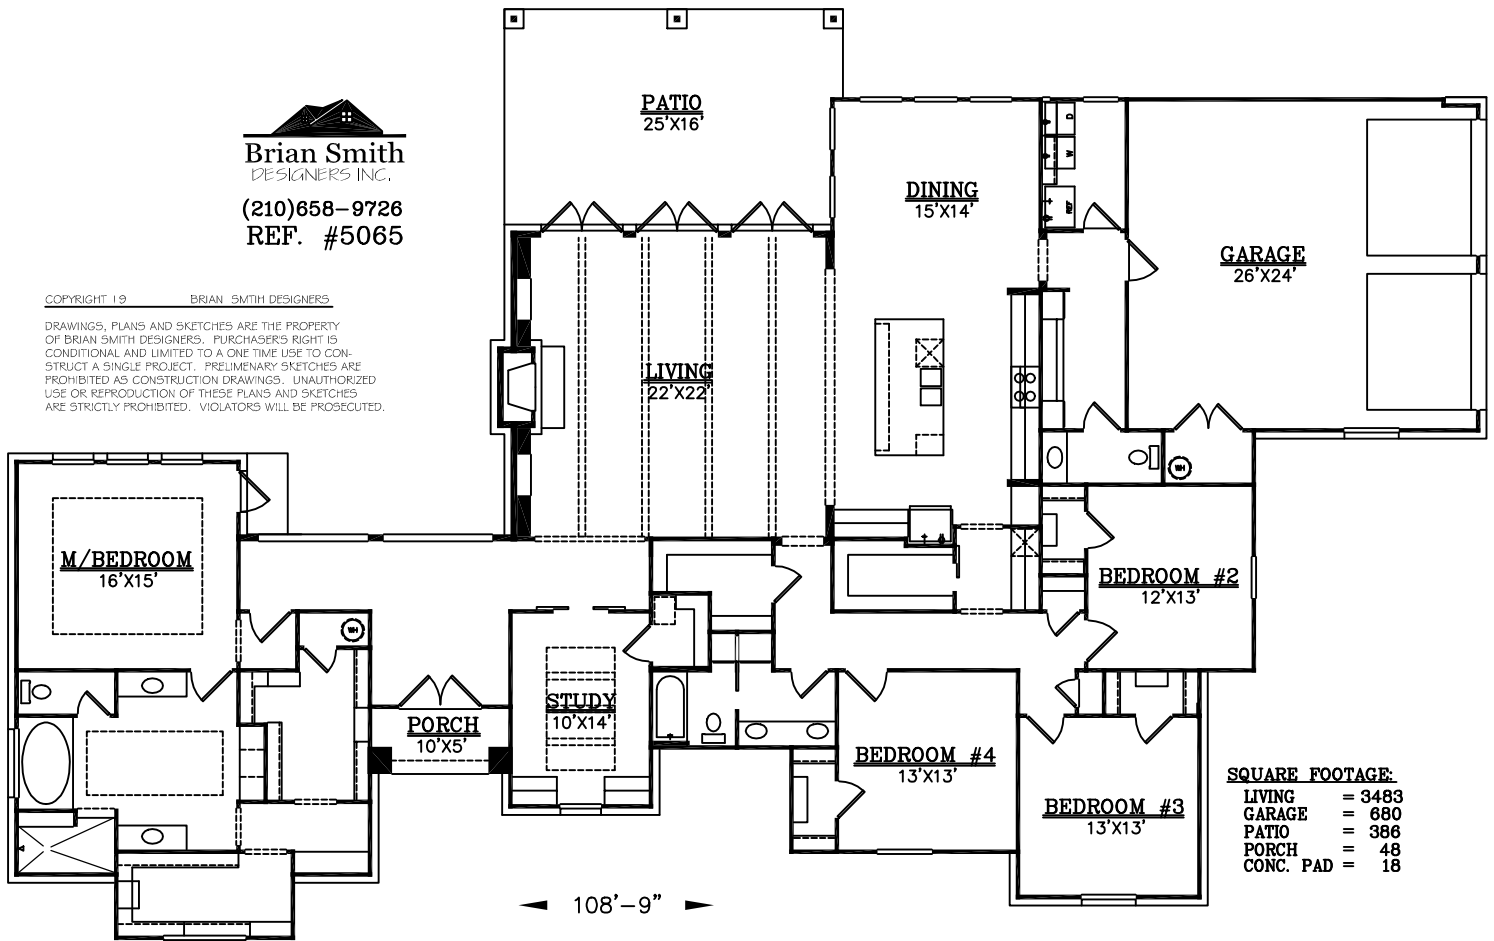 PATIO
25'X16'
Brian Smith
DESIGNERS INC.
(210)658-9726
REF. #5065
COPYRIGHT 19 BRIAN SMTIH DESIGNERS
DRAWINGS, PLANS AND SKETCHES ARE THE PROPERTY
OF BRIAN SMITH DESIGNERS. PURCHASER'S RIGHT IS
CONDITIONAL AND LIMITED TO A ONE TIME USE TO CON-
STRUCT A SINGLE PROJECT. PRELIMENARY SKETCHES ARE
PROHIBITED AS CONSTRUCTION DRAWINGS. UNAUTHORIZED
USE OR REPRODUCTION OF THESE PLANS AND SKETCHES
ARE STRICTLY PROHIBITED. VIOLATORS WILL BE PROSECUTED.
D
W
REF
DINING
15'X14'
GARAGE
26'X24'
LIVING
22'X22'
WH
M/BEDROOM
16'X15'
BEDROOM #2
12'X13'
WH
STUDY
10'X14'
PORCH
10'X5'
BEDROOM #4
13'X13'
BEDROOM #3
13'X13'
SQUARE FOOTAGE:
LIVING = 3483
GARAGE = 680
PATIO = 386
PORCH = 48
CONC. PAD = 18
108'-9"